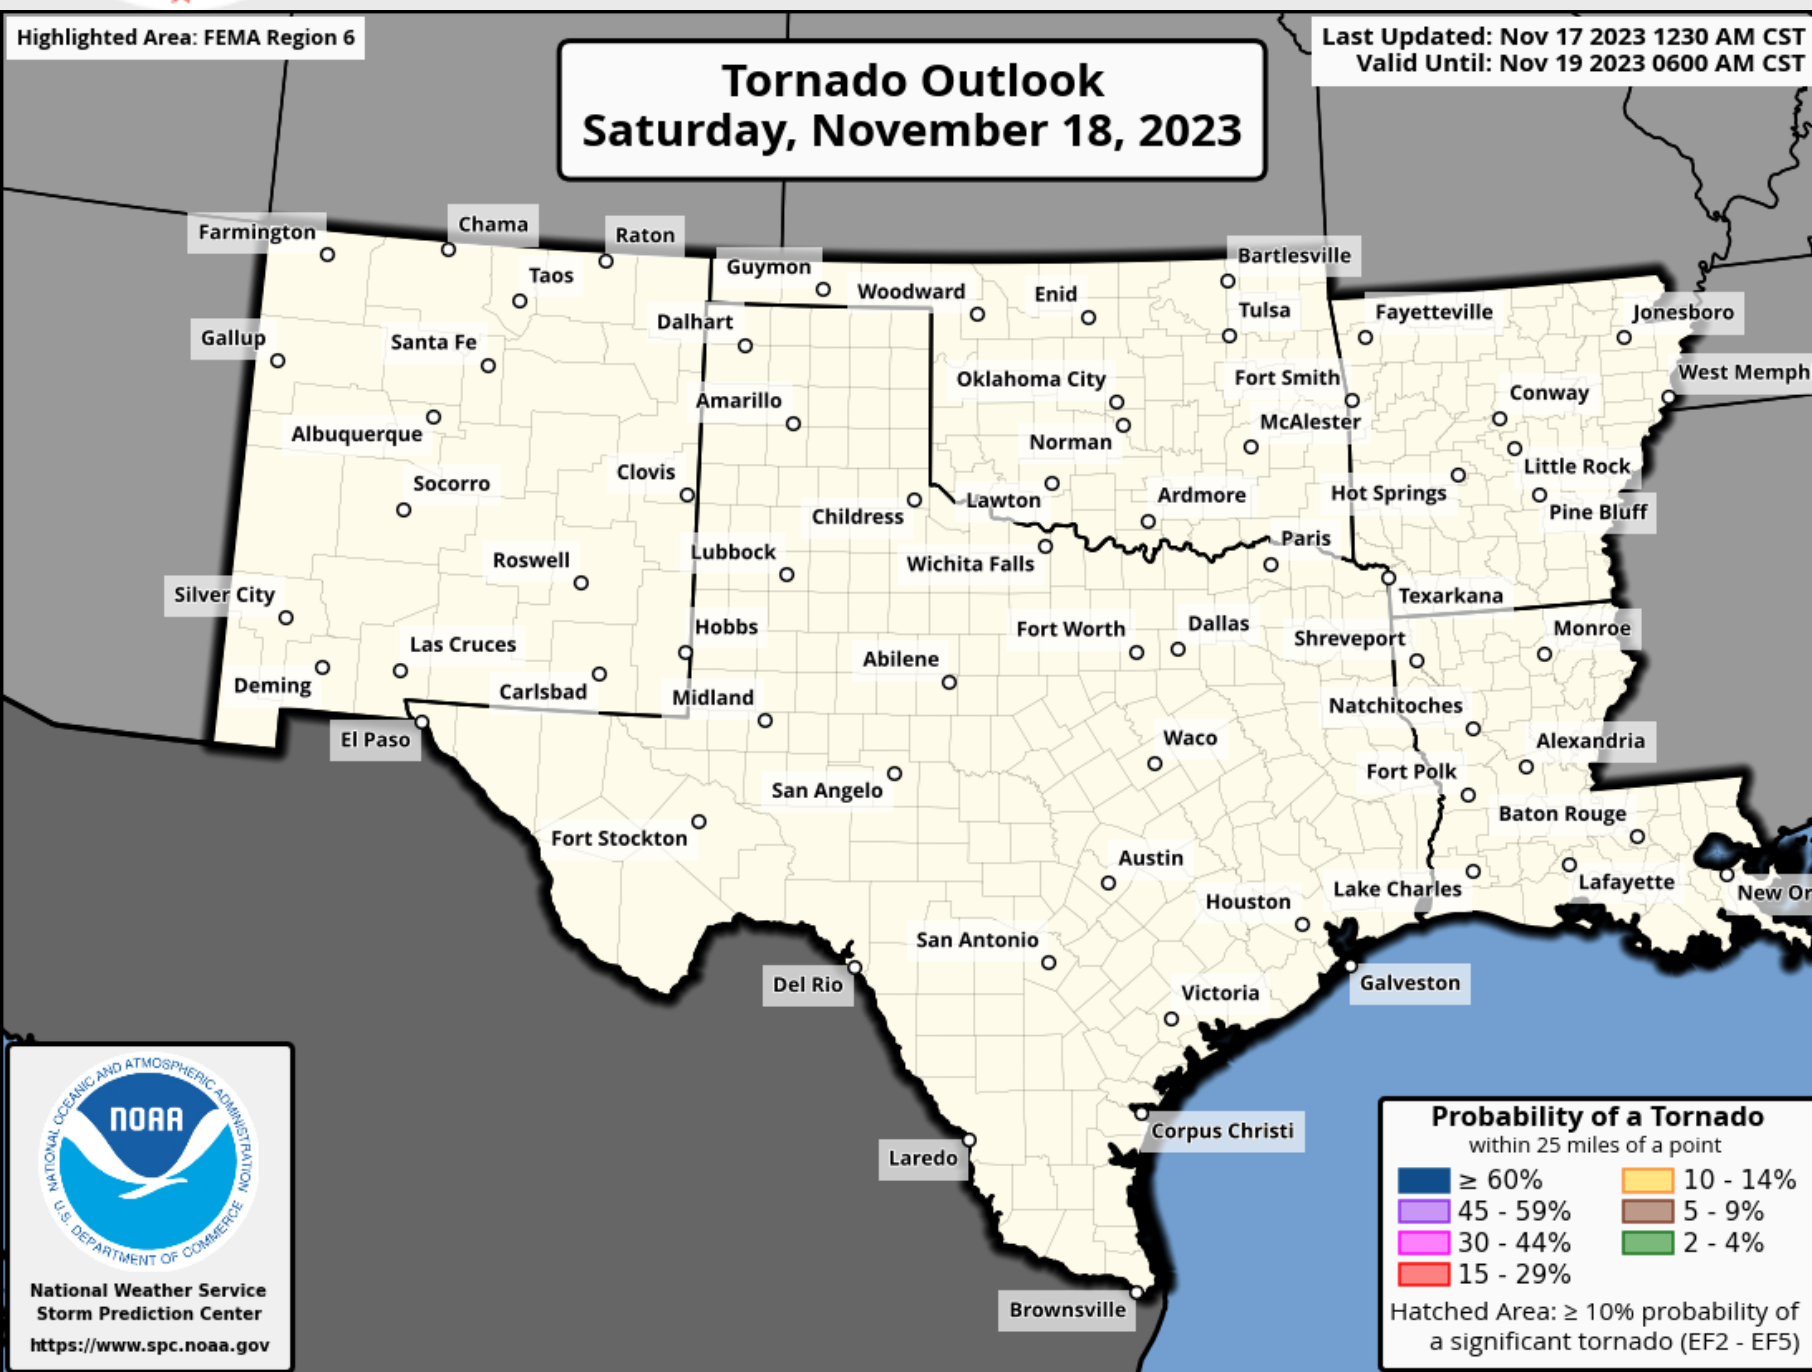 Highlighted Area: FEMA Region 6
Last Updated: Nov 17 2023 1230 AM CST
Valid Until: Nov 19 2023 0600 AM CST
Tornado Outlook
Saturday, November 18, 2023
Farmington
Chama
Raton
Taos
Guymon
Woodward
Enid
Bartlesville
Tulsa
Fayetteville
Jonesboro
Gallup
Santa Fe
Dalhart
Oklahoma City
Fort Smith
Conway
West Memph
Albuquerque
Amarillo
Norman
McAlester
Little Rock
Socorro
Clovis
Childress
Lawton
Ardmore
Hot Springs
Pine Bluff
Roswell
Lubbock
Wichita Falls
Paris
Texarkana
Silver City
Las Cruces
Hobbs
Fort Worth
Dallas
Shreveport
Monroe
Deming
Carlsbad
Midland
Abilene
Natchitoches
El Paso
Waco
Alexandria
San Angelo
Fort Polk
Fort Stockton
Baton Rouge
Austin
Lake Charles
Lafayette
New Or
Houston
San Antonio
Del Rio
Victoria
Galveston
Corpus Christi
Laredo
Brownsville
NATIONAL OCEANIC AND ATMOSPHERIC ADMINISTRATION
NOAA
U.S. DEPARTMENT OF COMMERCE
National Weather Service
Storm Prediction Center
https://www.spc.noaa.gov
Probability of a Tornado
within 25 miles of a point
≥ 60%
10 - 14%
45 - 59%
5 - 9%
30 - 44%
2 - 4%
15 - 29%
Hatched Area: ≥ 10% probability of
a significant tornado (EF2 - EF5)